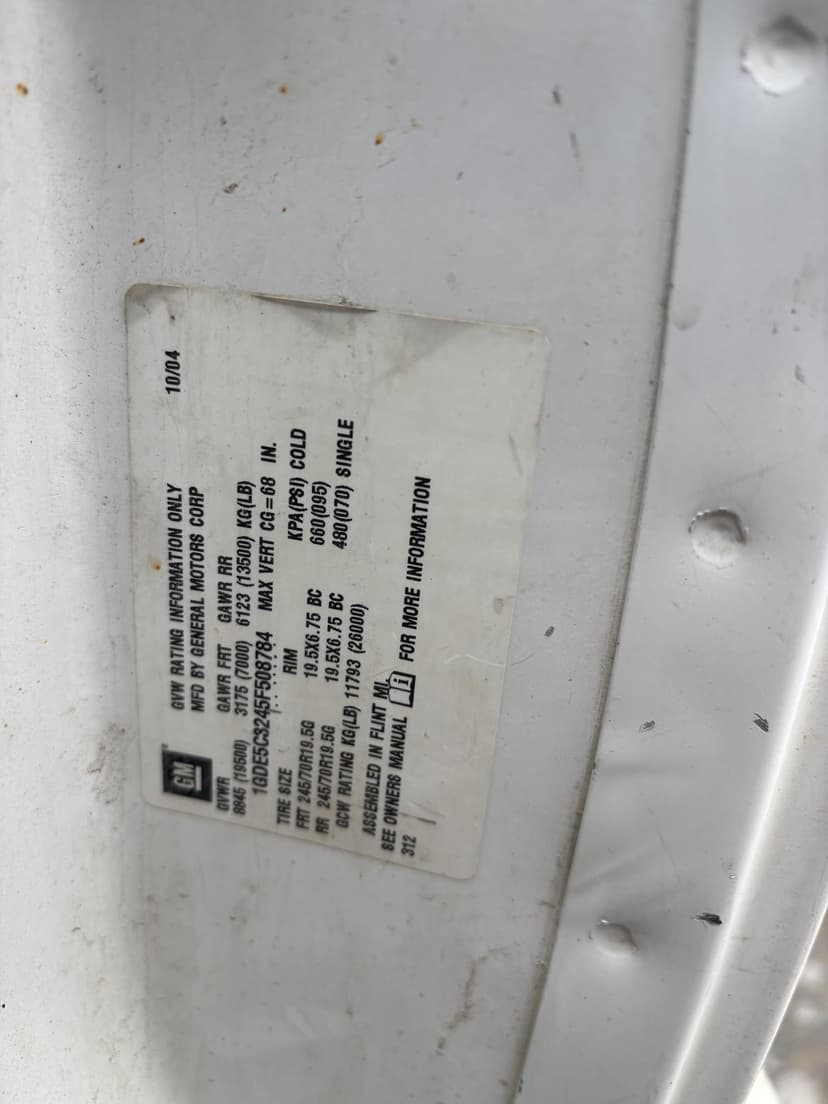 GM
GVW RATING INFORMATION ONLY 10/04
MFD BY GENERAL MOTORS CORP
GVWR GAWR FRT GAWR RR
8845 (19500) 3175 (7000) 6123 (13500) KG(LB)
1GDE5C3245F508784 MAX VERT CG=68 IN.
TIRE SIZE RIM KPA(PSI) COLD
FRT 245/70R19.5G 19.5X6.75 BC 660(095)
RR 245/70R19.5G 19.5X6.75 BC 480(070) SINGLE
GCW RATING KG(LB) 11793 (26000)
ASSEMBLED IN FLINT MI.
SEE OWNERS MANUAL i FOR MORE INFORMATION
312